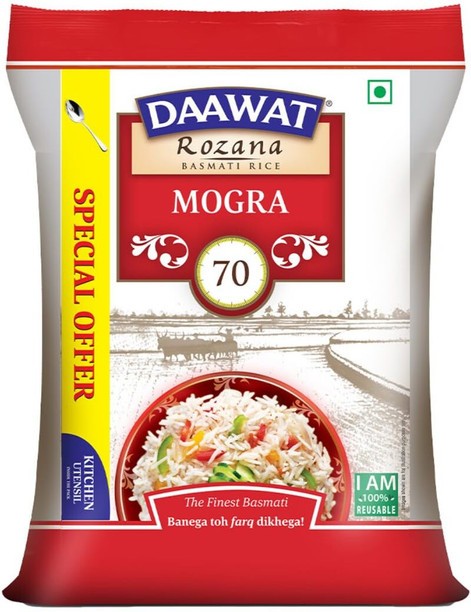 DAAWAT®
Rozana
BASMATI RICE
MOGRA
70
SPECIAL OFFER
KITCHEN
UTENSIL
The Finest Basmati
Banega toh farq dikhega!
I AM
100%
REUSABLE